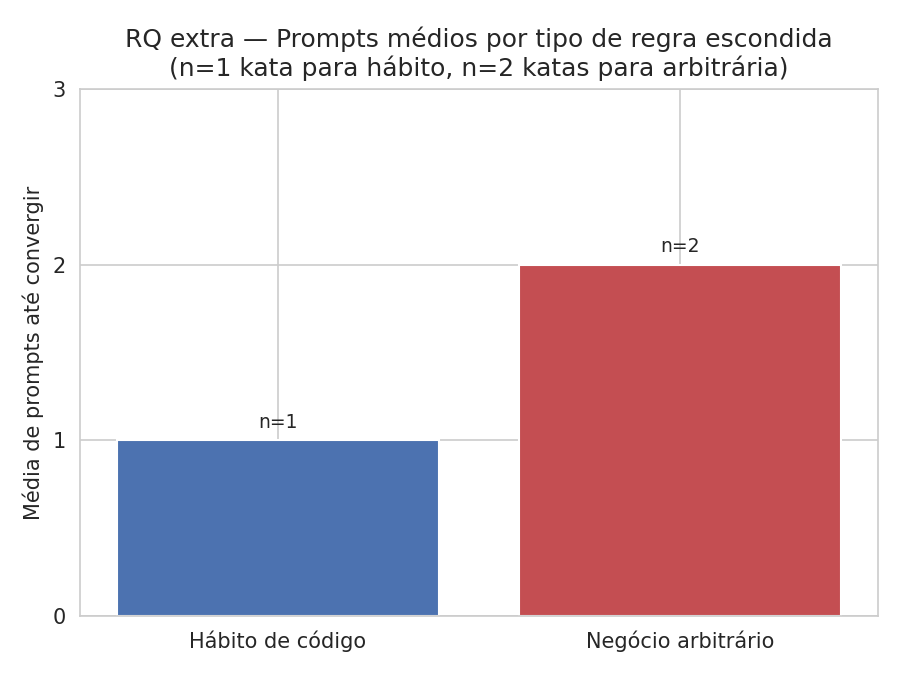 RQ extra — Prompts médios por tipo de regra escondida
(n=1 kata para hábito, n=2 katas para arbitrária)
Média de prompts até convergir
3
2
1
0
n=1
n=2
Hábito de código
Negócio arbitrário